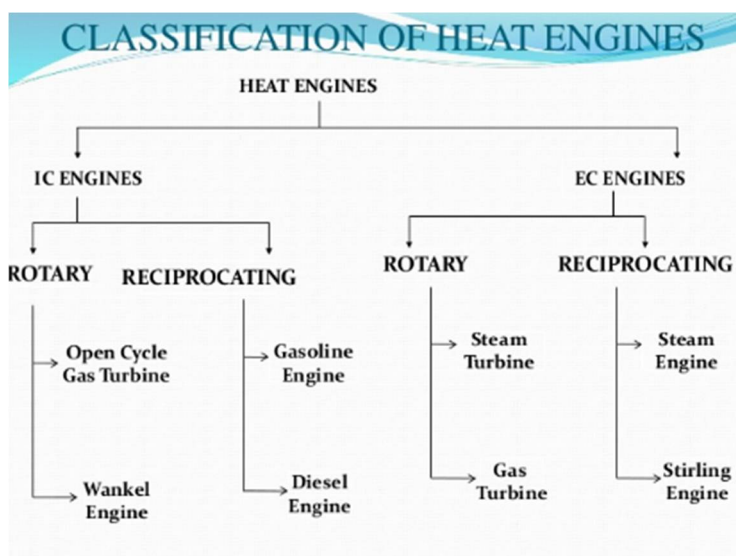 CLASSIFICATION OF HEAT ENGINES
HEAT ENGINES
IC ENGINES
EC ENGINES
ROTARY
RECIPROCATING
ROTARY
RECIPROCATING
Open Cycle
Gas Turbine
Gasoline
Engine
Steam
Turbine
Steam
Engine
Wankel
Engine
Diesel
Engine
Gas
Turbine
Stirling
Engine